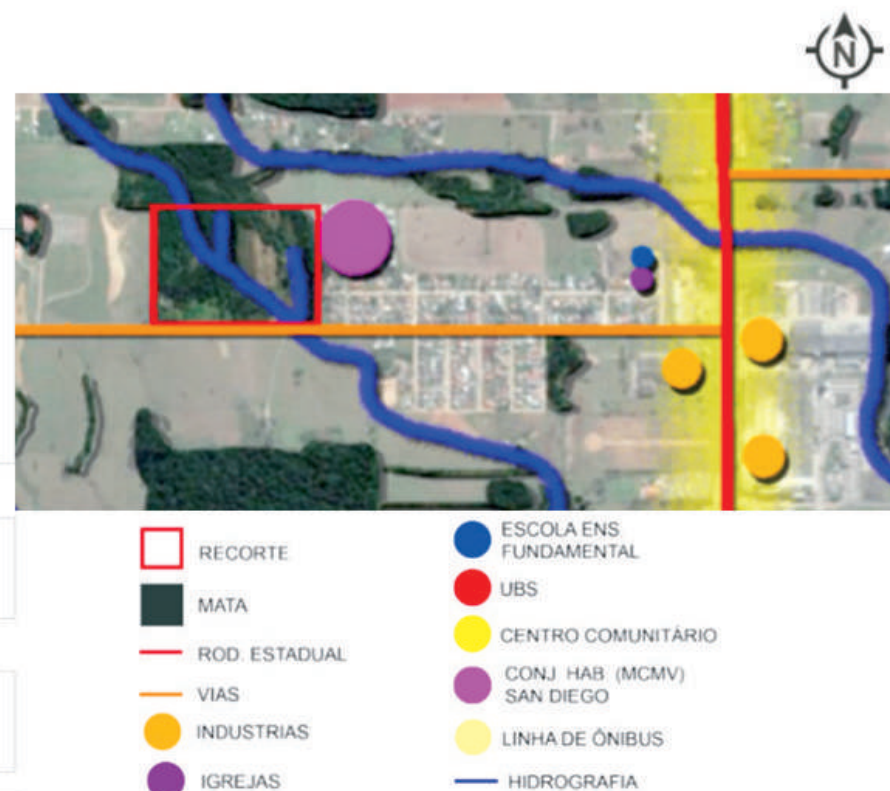 N
RECORTE
MATA
ROD. ESTADUAL
VIAS
INDUSTRIAS
IGREJAS
ESCOLA ENS
FUNDAMENTAL
UBS
CENTRO COMUNITÁRIO
CONJ HAB (MCMV)
SAN DIEGO
LINHA DE ÔNIBUS
HIDROGRAFIA